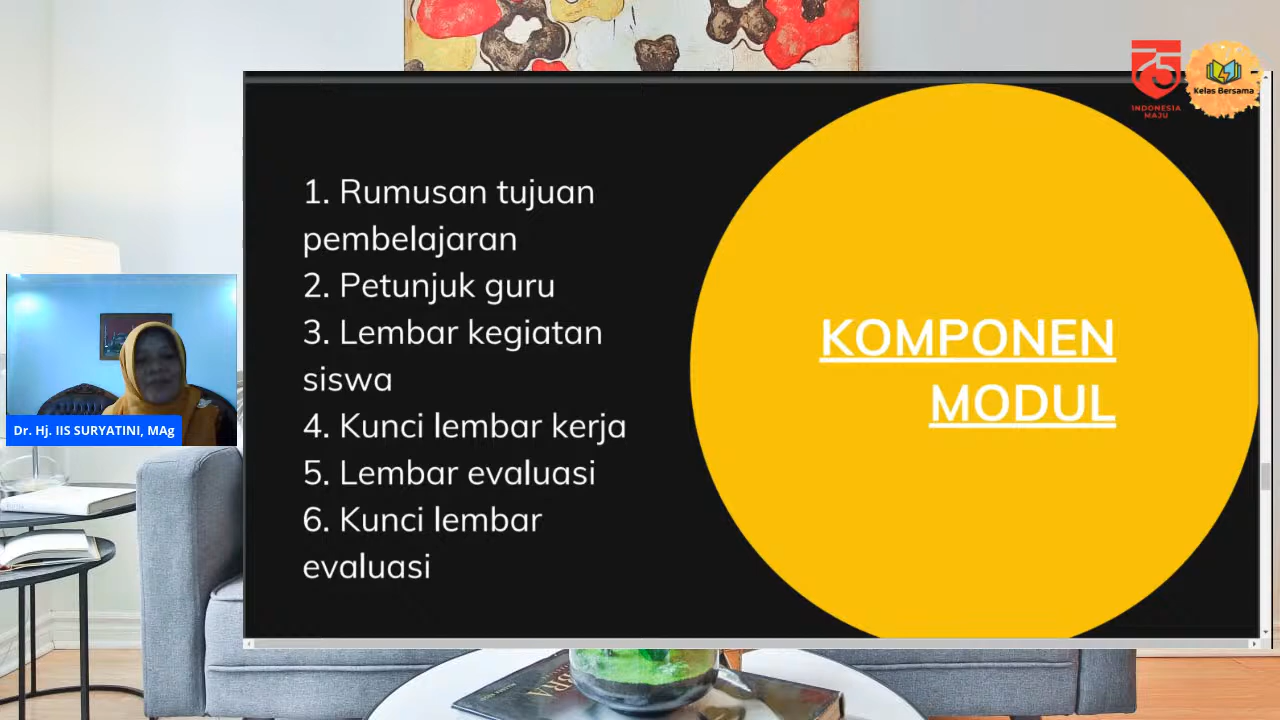 75
INDONESIA
MAJU
Kelas Bersama
1. Rumusan tujuan
pembelajaran
2. Petunjuk guru
3. Lembar kegiatan
siswa
4. Kunci lembar kerja
5. Lembar evaluasi
6. Kunci lembar
evaluasi
KOMPONEN
MODUL
Dr. Hj. IIS SURYATINI, MAg